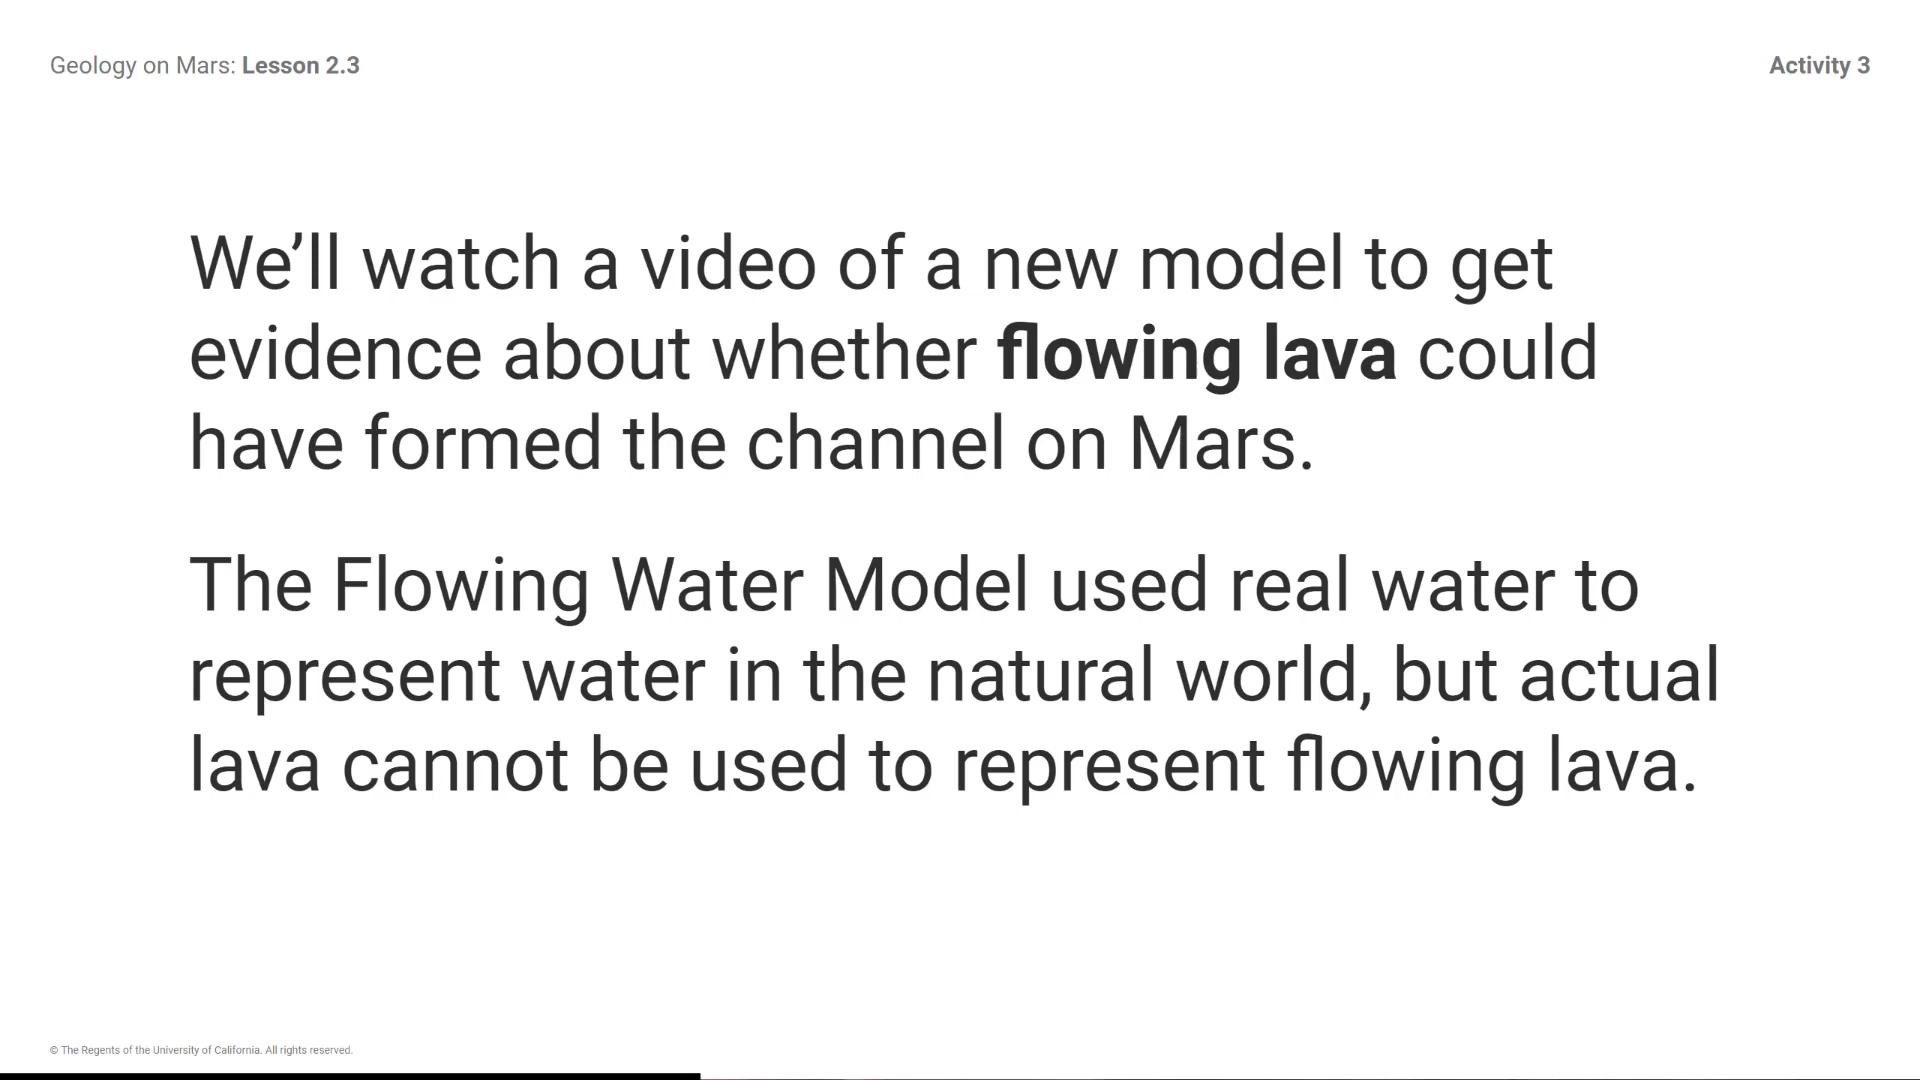 Geology on Mars: Lesson 2.3
Activity 3
We’ll watch a video of a new model to get
evidence about whether flowing lava could
have formed the channel on Mars.
The Flowing Water Model used real water to
represent water in the natural world, but actual
lava cannot be used to represent flowing lava.
© The Regents of the University of California. All rights reserved.